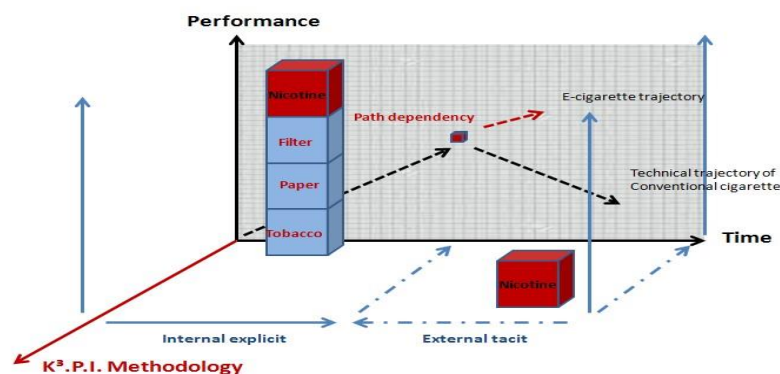 Performance
Nicotine
E-cigarette trajectory
Path dependency
Filter
Technical trajectory of
Conventional cigarette
Paper
Tobacco
Time
Nicotine
Internal explicit
External tacit
K³.P.I. Methodology